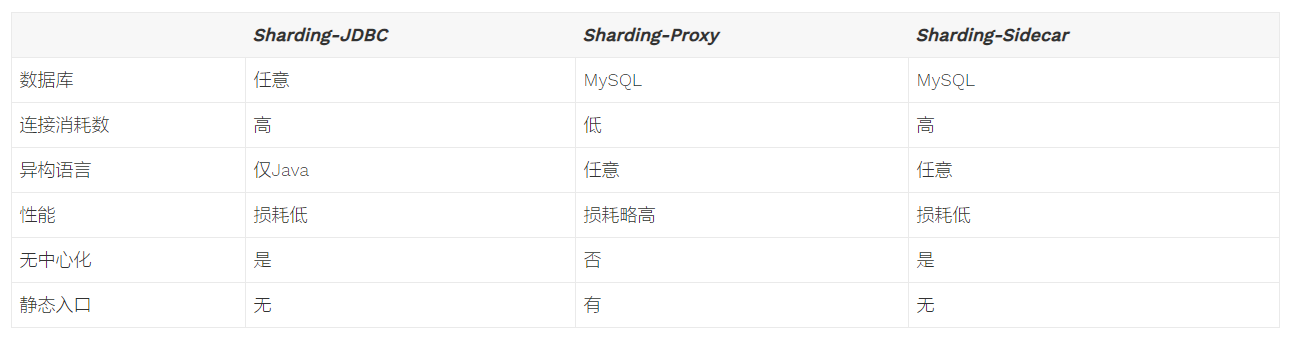 Sharding-JDBC Sharding-Proxy Sharding-Sidecar
数据库 任意 MySQL MySQL
连接消耗数 高 低 高
异构语言 仅Java 任意 任意
性能 损耗低 损耗略高 损耗低
无中心化 是 否 是
静态入口 无 有 无